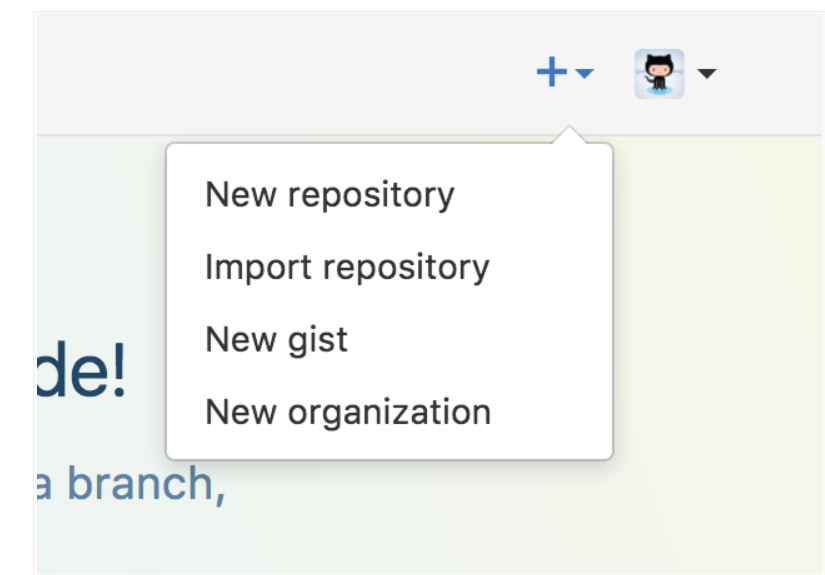 New repository
Import repository
New gist
New organization
de!
a branch,